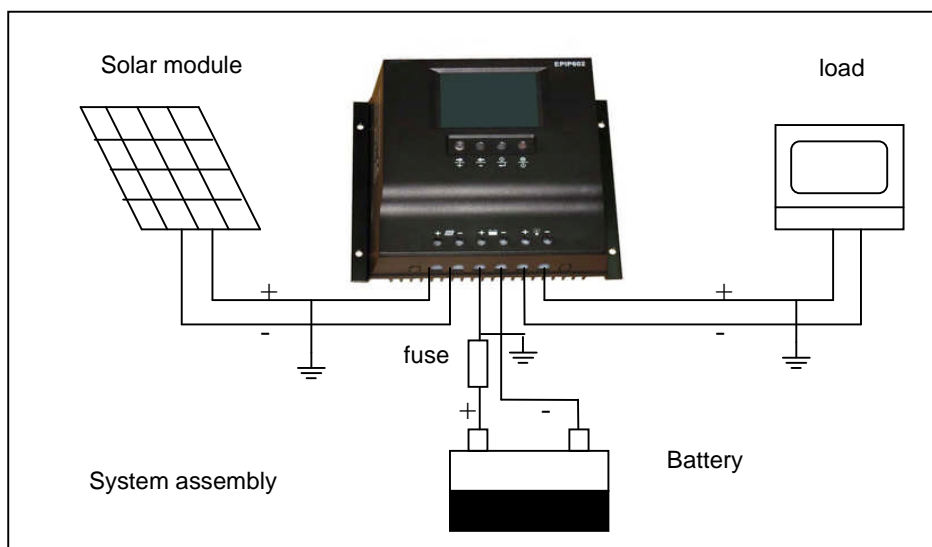 Solar module
EPIP602
load
+ - + - + -
+
-
+
-
fuse
+
-
Battery
System assembly